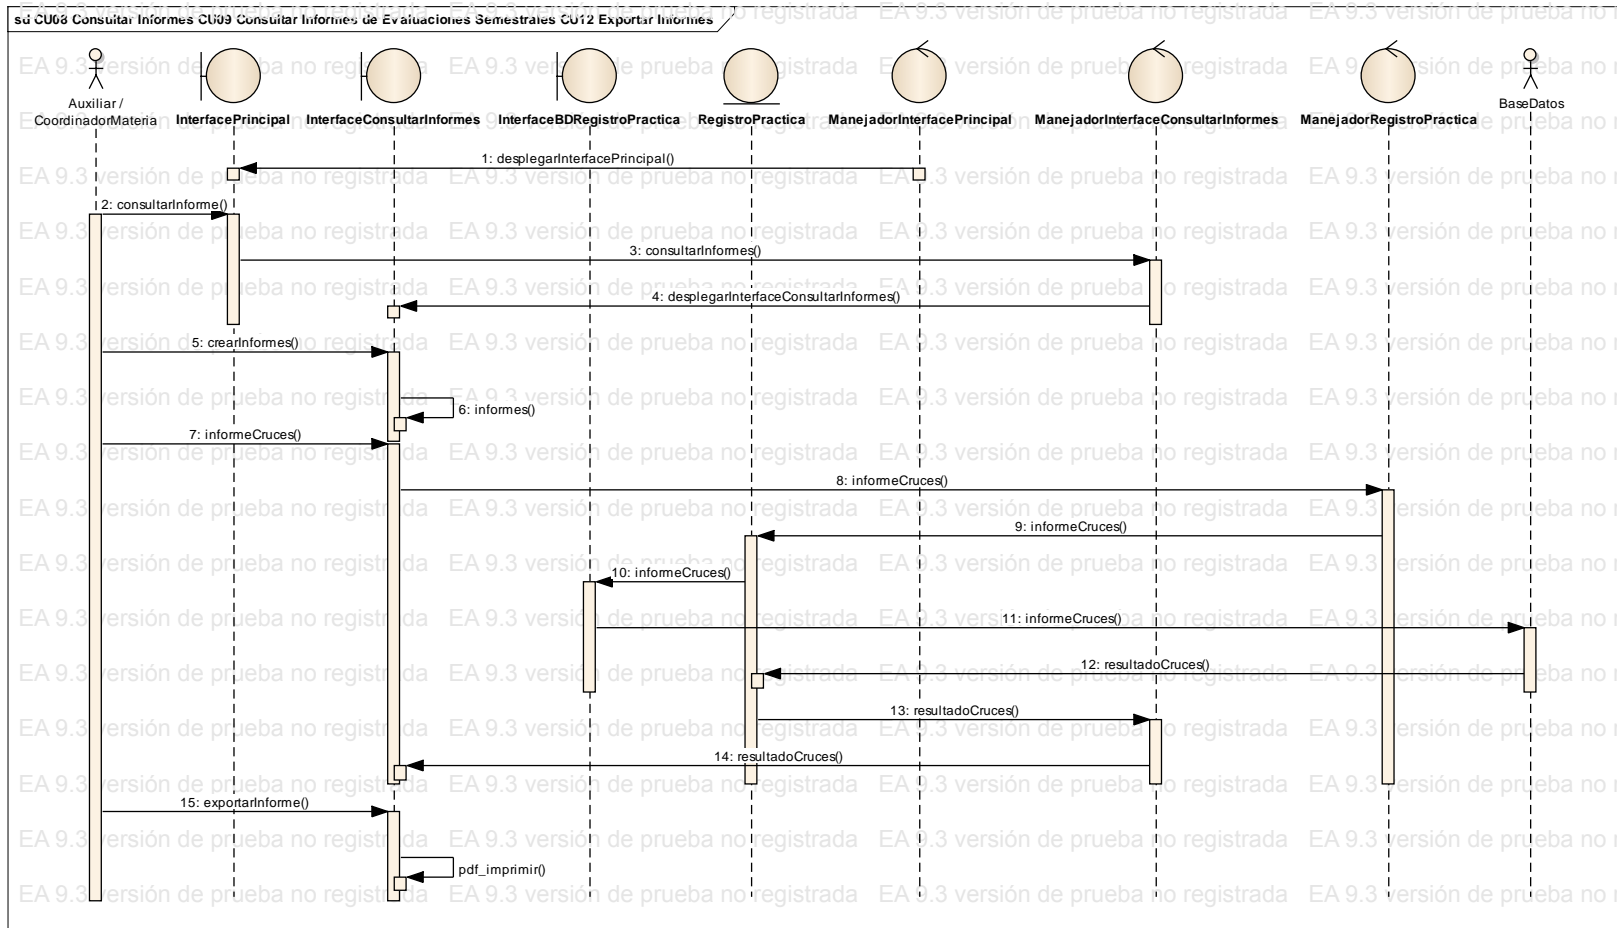 sd CU08 Consultar Informes CU09 Consultar Informes de Evaluaciones Semestrales CU12 Exportar Informes
Auxiliar /
CoordinadorMateria
InterfacePrincipal
InterfaceConsultarInformes
InterfaceBDRegistroPractica
RegistroPractica
ManejadorInterfacePrincipal
ManejadorInterfaceConsultarInformes
ManejadorRegistroPractica
BaseDatos
1: desplegarInterfacePrincipal()
2: consultarInforme()
3: consultarInformes()
4: desplegarInterfaceConsultarInformes()
5: crearInformes()
6: informes()
7: informeCruces()
8: informeCruces()
9: informeCruces()
10: informeCruces()
11: informeCruces()
12: resultadoCruces()
13: resultadoCruces()
14: resultadoCruces()
15: exportarInforme()
pdf_imprimir()
EA 9.3 versión de prueba no registrada